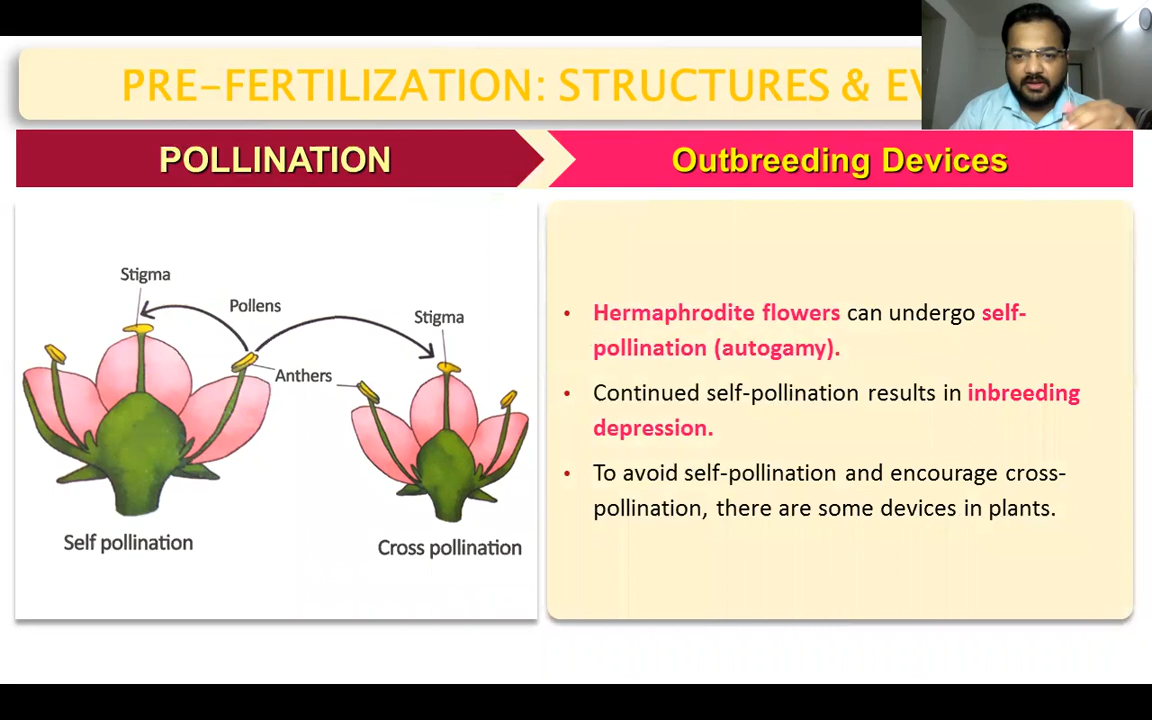 PRE-FERTILIZATION: STRUCTURES &
POLLINATION
Outbreeding Devices
Stigma
Pollens
Stigma
Anthers
Self pollination
Cross pollination
• Hermaphrodite flowers can undergo self-
pollination (autogamy).
• Continued self-pollination results in inbreeding
depression.
• To avoid self-pollination and encourage cross-
pollination, there are some devices in plants.